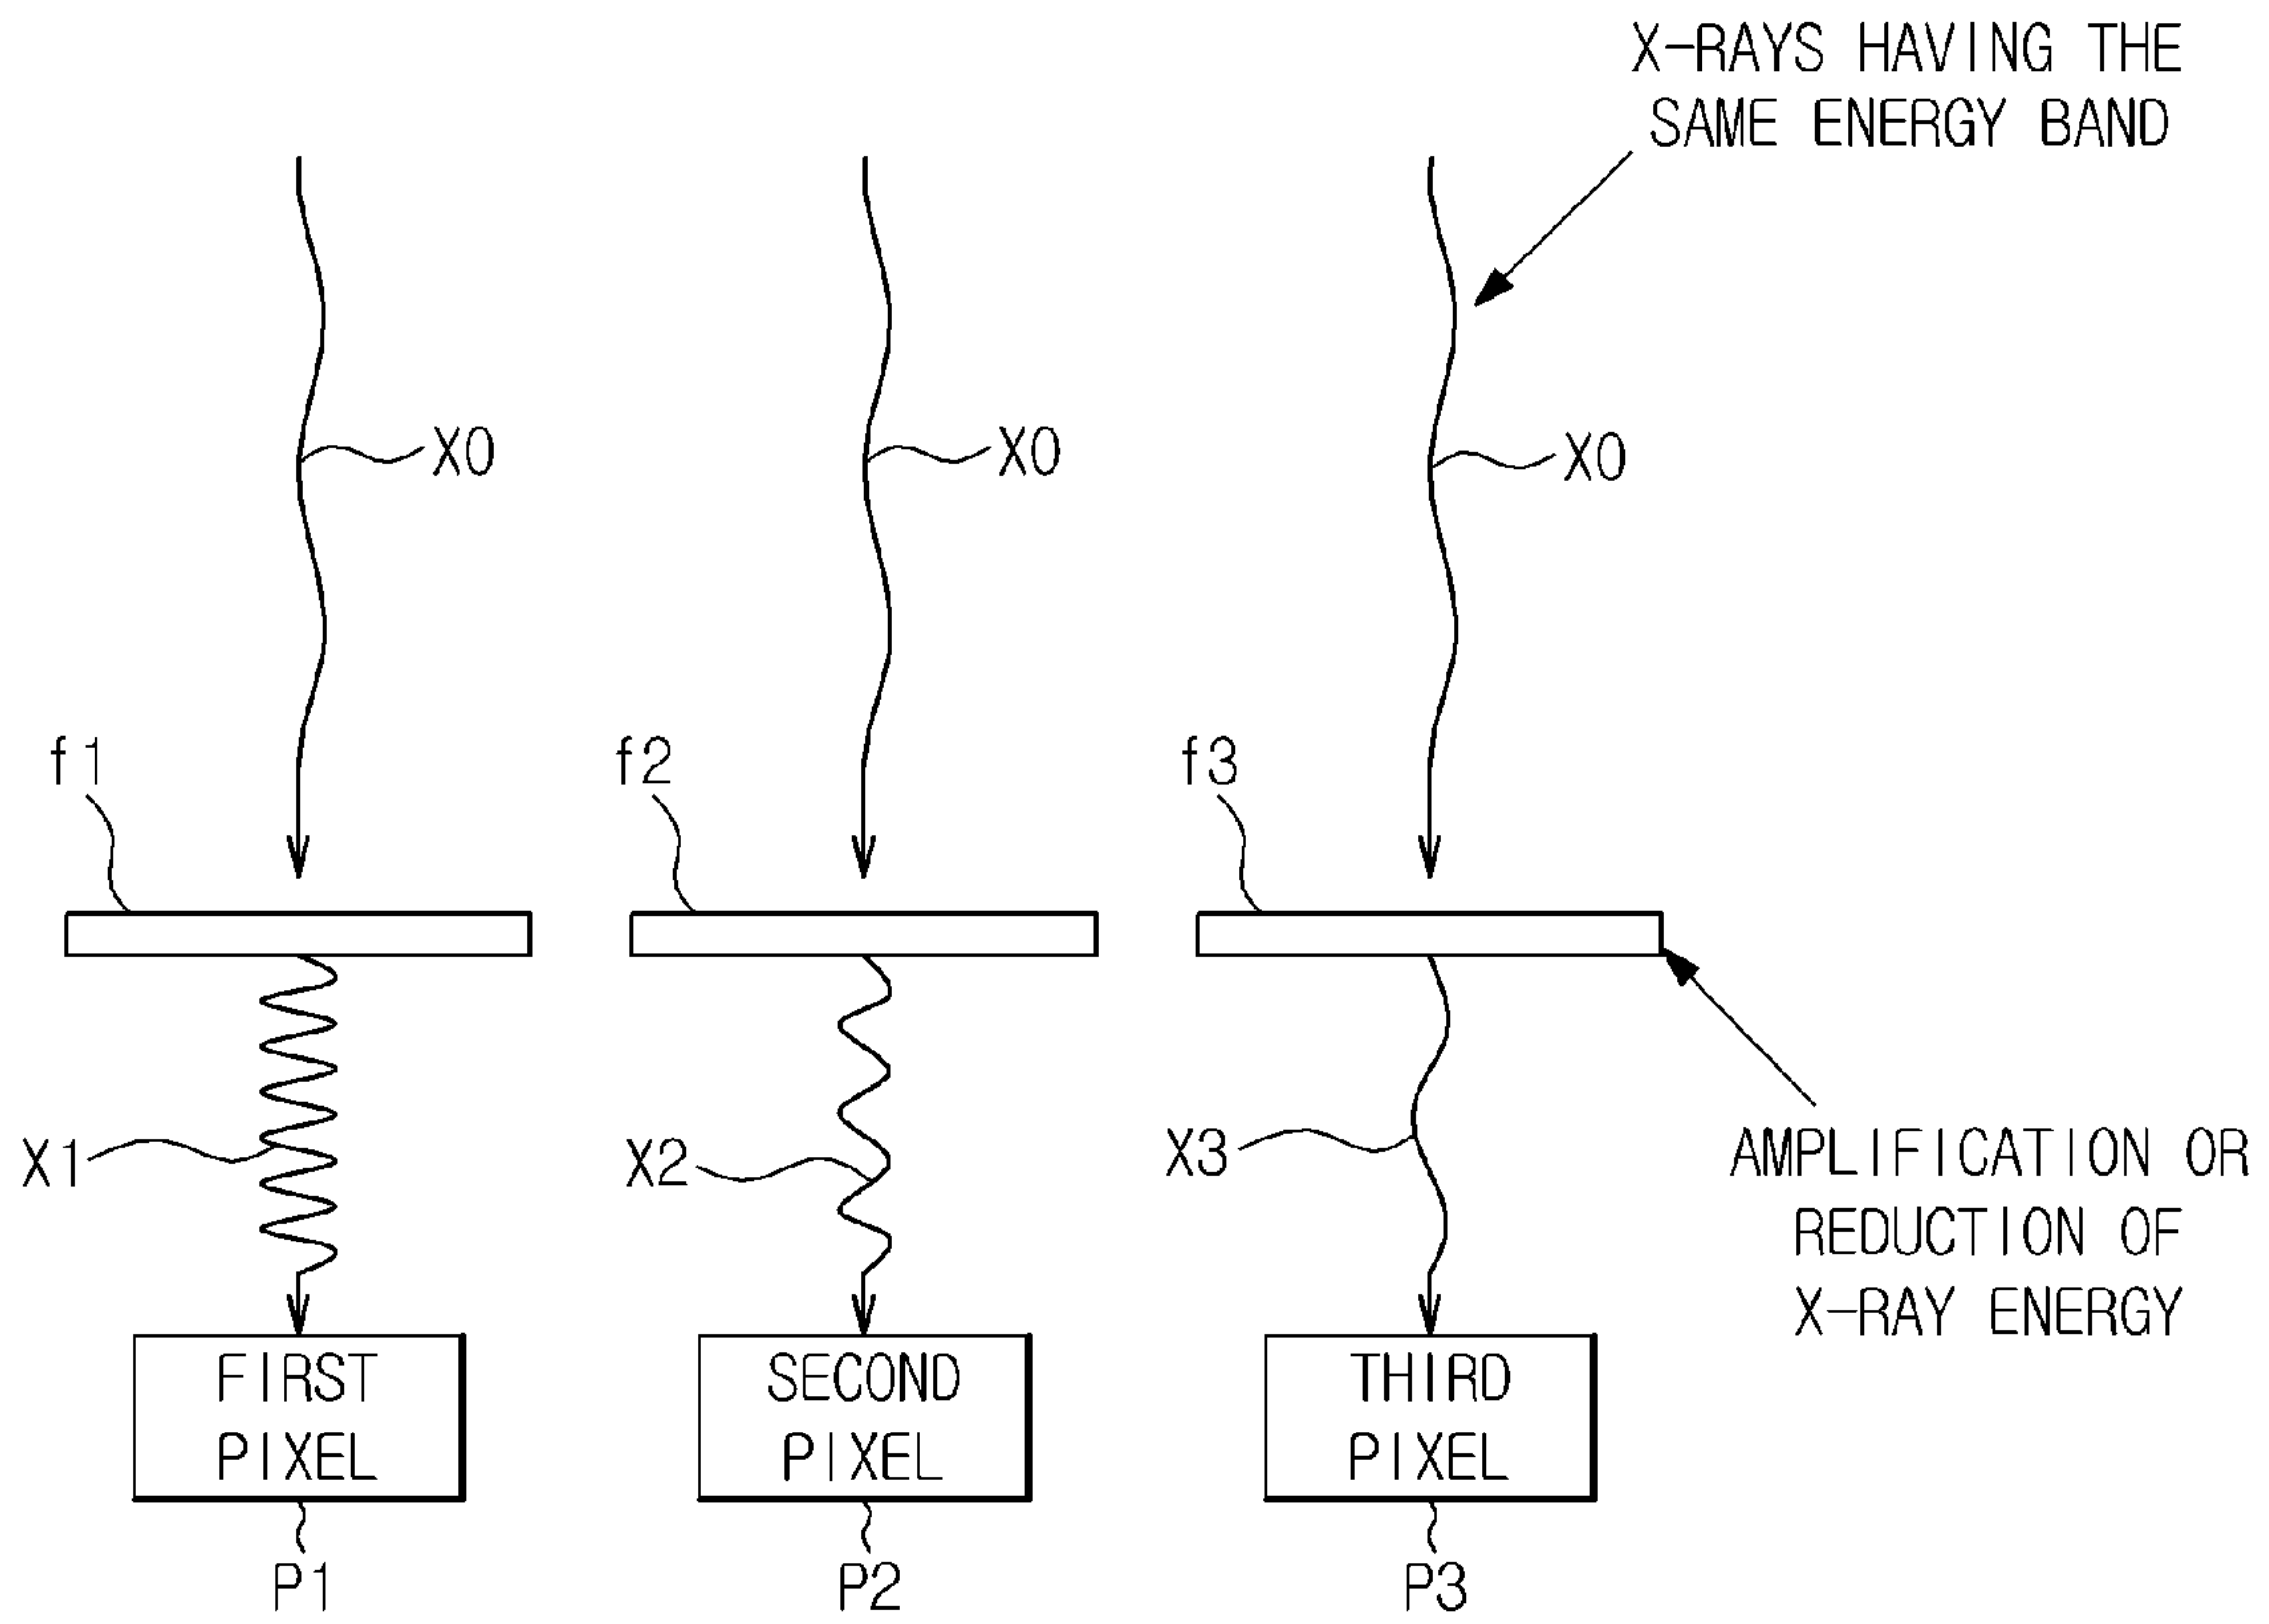 X-RAYS HAVING THE
SAME ENERGY BAND
X0
X0
X0
f1
f2
f3
X1
X2
X3
AMPLIFICATION OR
REDUCTION OF
X-RAY ENERGY
FIRST
PIXEL
SECOND
PIXEL
THIRD
PIXEL
P1
P2
P3